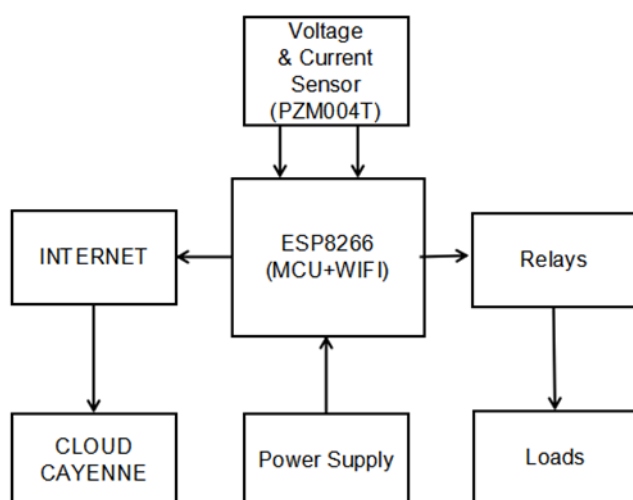 Voltage
& Current
Sensor
(PZM004T)
INTERNET
ESP8266
(MCU+WIFI)
Relays
CLOUD
CAYENNE
Power Supply
Loads